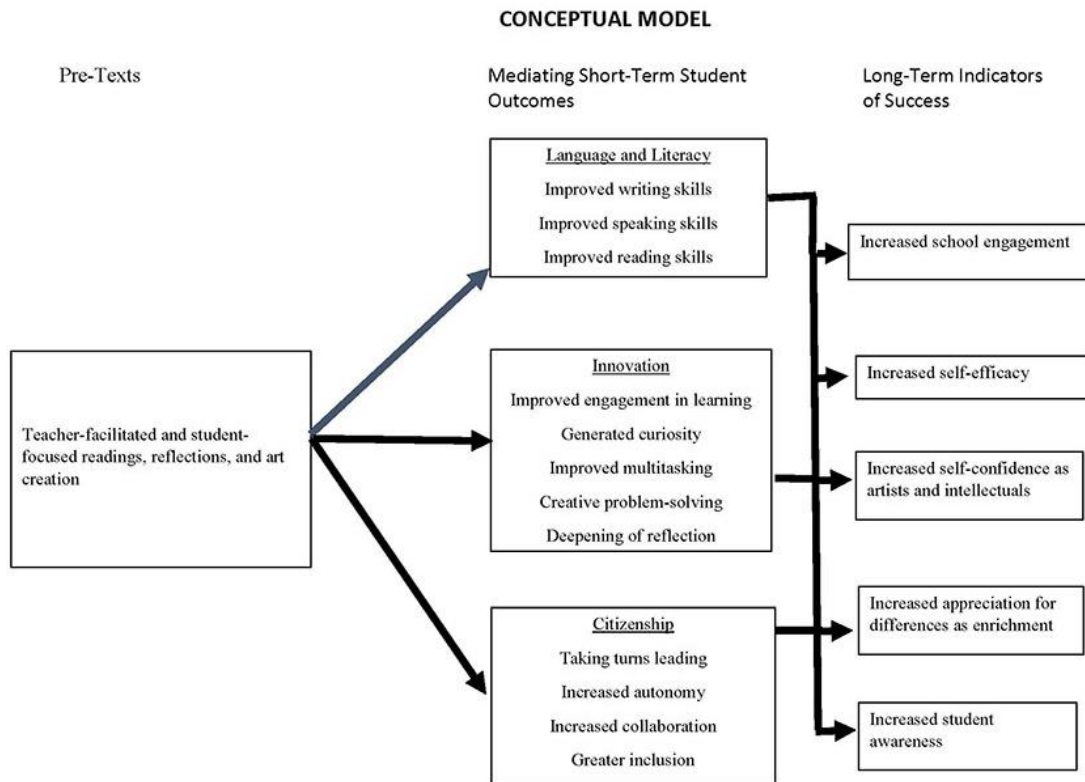 CONCEPTUAL MODEL
Pre-Texts
Mediating Short-Term Student
Outcomes
Long-Term Indicators
of Success
Teacher-facilitated and student-
focused readings, reflections, and art
creation
Language and Literacy
Improved writing skills
Improved speaking skills
Improved reading skills
Innovation
Improved engagement in learning
Generated curiosity
Improved multitasking
Creative problem-solving
Deepening of reflection
Citizenship
Taking turns leading
Increased autonomy
Increased collaboration
Greater inclusion
Increased school engagement
Increased self-efficacy
Increased self-confidence as
artists and intellectuals
Increased appreciation for
differences as enrichment
Increased student
awareness